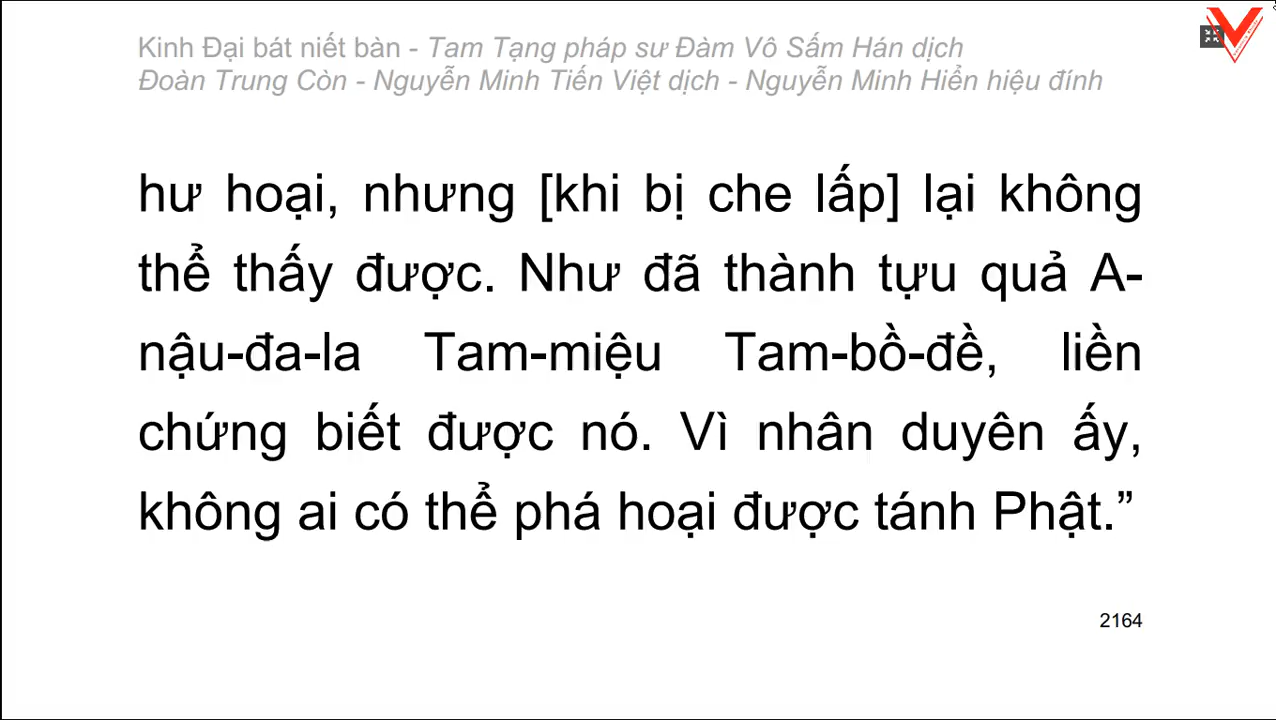 Kinh Đại bát niết bàn - Tam Tạng pháp sư Đàm Vô Sấm Hán dịch
Đoàn Trung Còn - Nguyễn Minh Tiến Việt dịch - Nguyễn Minh Hiển hiệu đính
hư hoại, nhưng [khi bị che lấp] lại không
thể thấy được. Như đã thành tựu quả A-
nậu-đa-la Tam-miệu Tam-bồ-đề, liền
chứng biết được nó. Vì nhân duyên ấy,
không ai có thể phá hoại được tánh Phật.”
2164